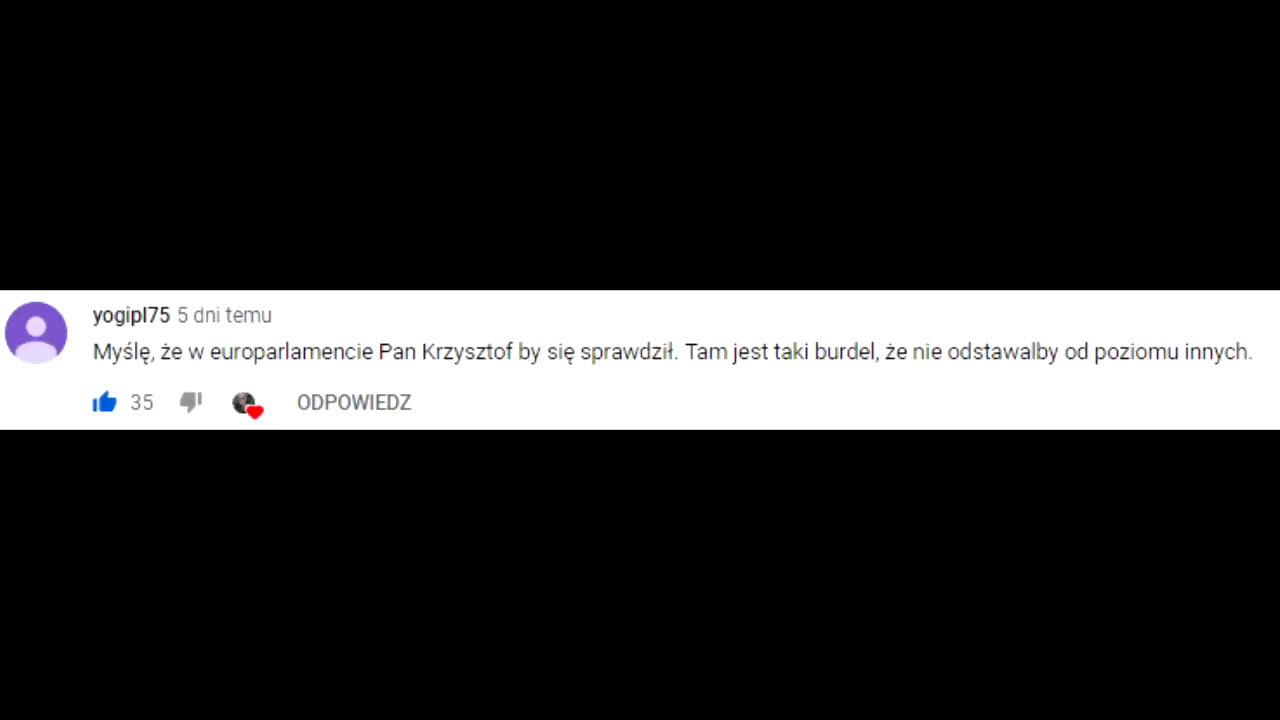 yogipl75 5 dni temu
Myślę, że w europarlamencie Pan Krzysztof by się sprawdził. Tam jest taki burdel, że nie odstawalby od poziomu innych.
35 ODPOWIEDZ